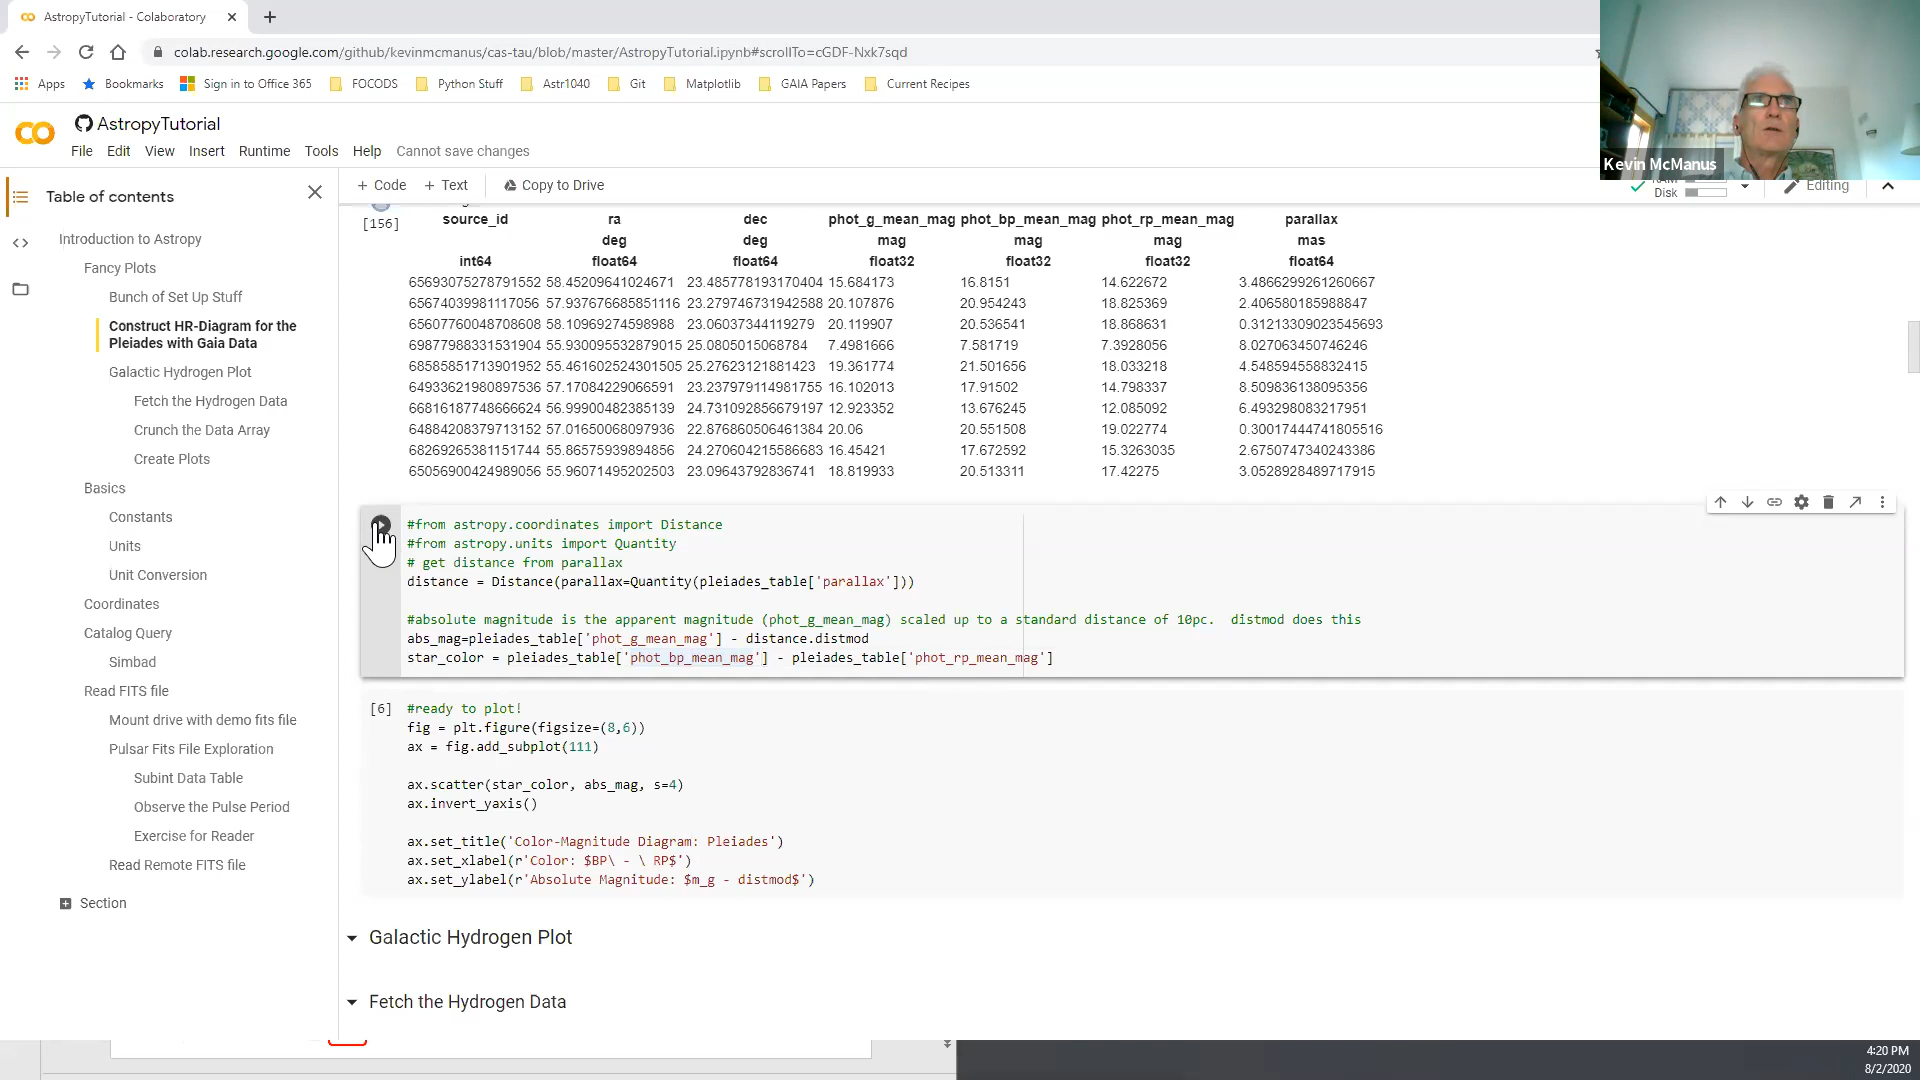 AstropyTutorial - Colaboratory
colab.research.google.com/github/kevinmcmanus/cas-tau/blob/master/AstropyTutorial.ipynb#scrollTo=cGDF-Nxk7sqd
Apps Bookmarks Sign in to Office 365 FOCODS Python Stuff Astr1040 Git Matplotlib GAIA Papers Current Recipes
AstropyTutorial
File Edit View Insert Runtime Tools Help Cannot save changes
Kevin McManus
Table of contents
+ Code + Text Copy to Drive
RAM
Disk
Editing
Introduction to Astropy
Fancy Plots
Bunch of Set Up Stuff
Construct HR-Diagram for the
Pleiades with Gaia Data
Galactic Hydrogen Plot
Fetch the Hydrogen Data
Crunch the Data Array
Create Plots
Basics
Constants
Units
Unit Conversion
Coordinates
Catalog Query
Simbad
Read FITS file
Mount drive with demo fits file
Pulsar Fits File Exploration
Subint Data Table
Observe the Pulse Period
Exercise for Reader
Read Remote FITS file
Section
[156] source_id ra dec phot_g_mean_mag phot_bp_mean_mag phot_rp_mean_mag parallax
deg deg mag mag mag mas
int64 float64 float64 float32 float32 float32 float64
65693075278791552 58.45209641024671 23.485778193170404 15.684173 16.8151 14.622672 3.4866299261260667
65674039981117056 57.937676685851116 23.279746731942588 20.107876 20.954243 18.825369 2.406580185988847
65607760048708608 58.10969274598988 23.06037344119279 20.119907 20.536541 18.868631 0.31213309023545693
69877988331531904 55.930095532879015 25.0805015068784 7.4981666 7.581719 7.3928056 8.027063450746246
68585851713901952 55.461602524301505 25.27623121881423 19.361774 21.501656 18.033218 4.548594558832415
64933621980897536 57.17084229066591 23.237979114981755 16.102013 17.91502 14.798337 8.509836138095356
66816187748666624 56.99900482385139 24.731092856679197 12.923352 13.676245 12.085092 6.493298083217951
64884208379713152 57.01650068097936 22.876860506461384 20.06 20.551508 19.022774 0.30017444741805516
68269265381151744 55.86575939894856 24.270604215586683 16.45421 17.672592 15.3263035 2.6750747340243386
65056900424989056 55.96071495202503 23.09643792836741 18.819933 20.513311 17.42275 3.0528928489717915
#from astropy.coordinates import Distance
#from astropy.units import Quantity
# get distance from parallax
distance = Distance(parallax=Quantity(pleiades_table['parallax']))
#absolute magnitude is the apparent magnitude (phot_g_mean_mag) scaled up to a standard distance of 10pc.  distmod does this
abs_mag=pleiades_table['phot_g_mean_mag'] - distance.distmod
star_color = pleiades_table['phot_bp_mean_mag'] - pleiades_table['phot_rp_mean_mag']
[6] #ready to plot!
fig = plt.figure(figsize=(8,6))
ax = fig.add_subplot(111)
ax.scatter(star_color, abs_mag, s=4)
ax.invert_yaxis()
ax.set_title('Color-Magnitude Diagram: Pleiades')
ax.set_xlabel(r'Color: $BP\ - \ RP$')
ax.set_ylabel(r'Absolute Magnitude: $m_g - distmod$')
Galactic Hydrogen Plot
Fetch the Hydrogen Data
4:20 PM
8/2/2020